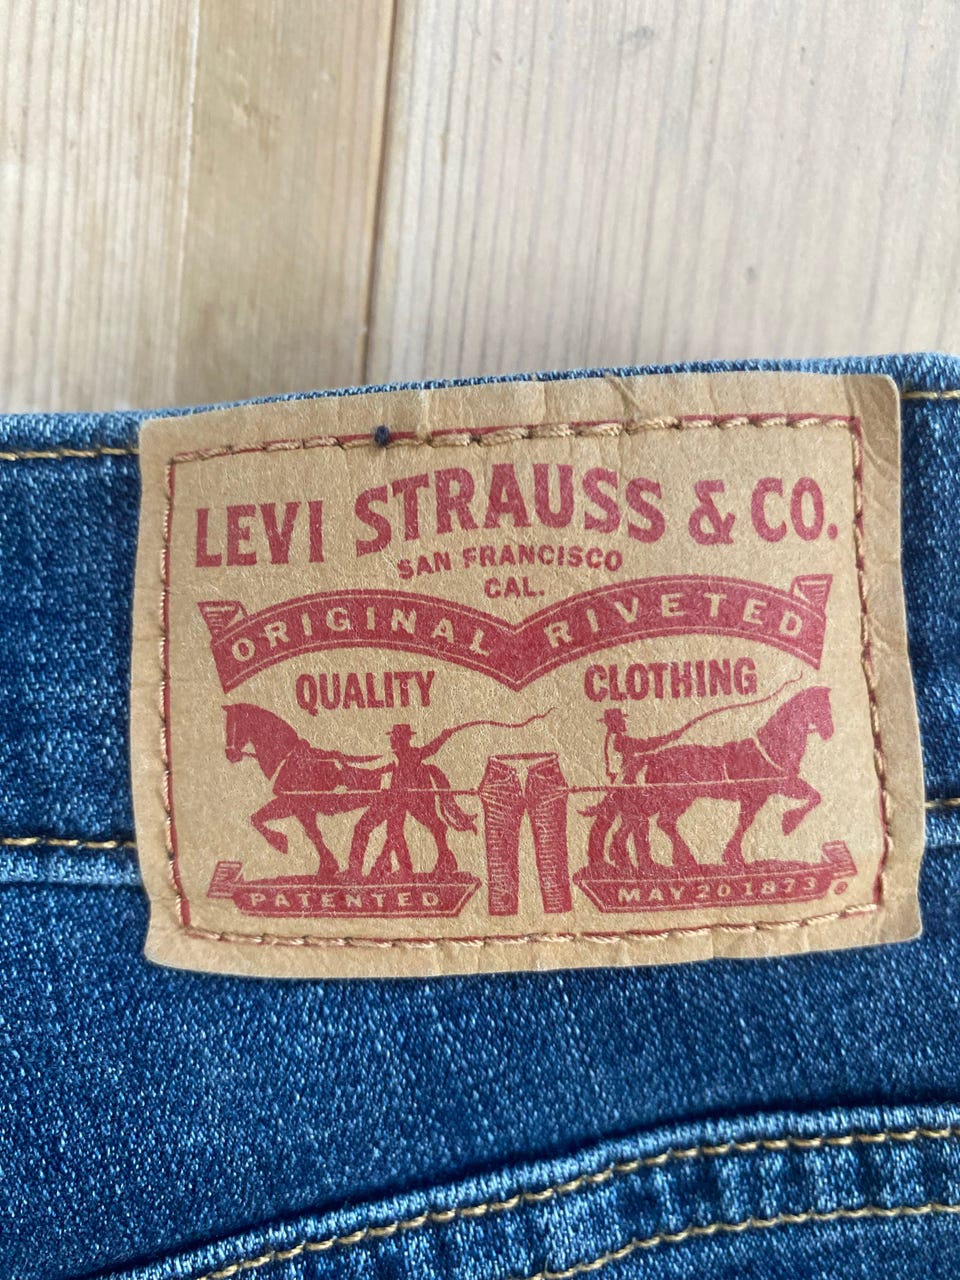 LEVI STRAUSS & CO.
SAN FRANCISCO
CAL.
ORIGINAL RIVETED
QUALITY CLOTHING
PATENTED MAY 20 1873 ®